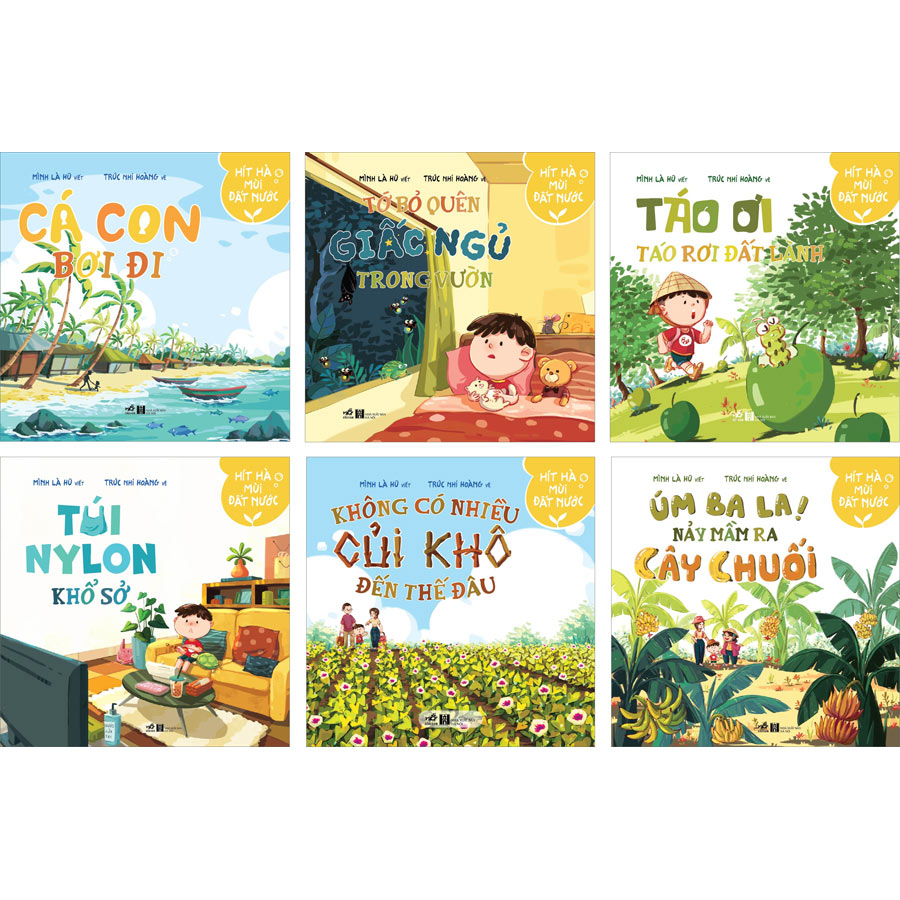 MÌNH LÀ HŨ VIẾT TRÚC NHI HOÀNG VẼ
HÍT HÀ
MÙI
ĐẤT NƯỚC
CÁ CON
BƠI ĐI
MÌNH LÀ HŨ VIẾT TRÚC NHI HOÀNG VẼ
HÍT HÀ
MÙI
ĐẤT NƯỚC
TỚ BỎ QUÊN
GIẤC NGỦ
TRONG VƯỜN
MÌNH LÀ HŨ VIẾT TRÚC NHI HOÀNG VẼ
HÍT HÀ
MÙI
ĐẤT NƯỚC
TÁO ƠI
TÁO RƠI ĐẤT LÀNH
MÌNH LÀ HŨ VIẾT TRÚC NHI HOÀNG VẼ
HÍT HÀ
MÙI
ĐẤT NƯỚC
TÚI
NYLON
KHỔ SỞ
MÌNH LÀ HŨ VIẾT TRÚC NHI HOÀNG VẼ
HÍT HÀ
MÙI
ĐẤT NƯỚC
KHÔNG CÓ NHIỀU
CỦI KHÔ
ĐẾN THẾ ĐÂU
MÌNH LÀ HŨ VIẾT TRÚC NHI HOÀNG VẼ
HÍT HÀ
MÙI
ĐẤT NƯỚC
ÚM BA LA!
NẢY MẦM RA
CÂY CHUỐI